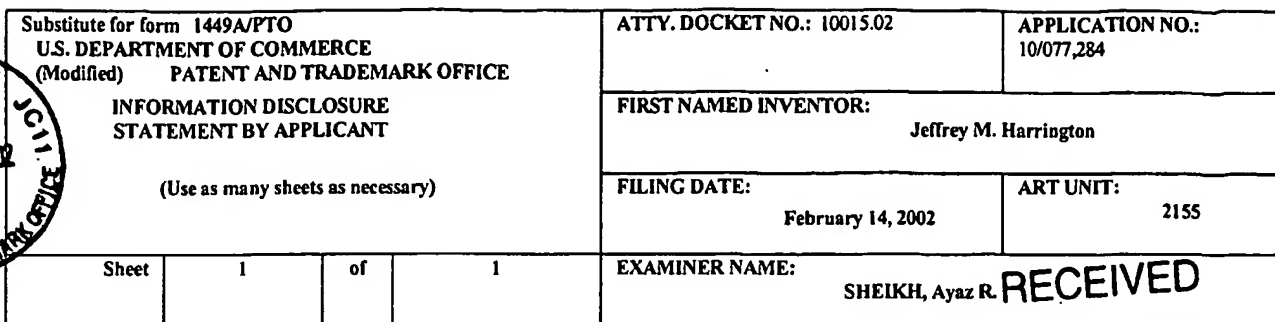 Substitute for form 1449A/PTO
U.S. DEPARTMENT OF COMMERCE
(Modified) PATENT AND TRADEMARK OFFICE
INFORMATION DISCLOSURE
STATEMENT BY APPLICANT
(Use as many sheets as necessary)
Sheet 1 of 1
ATTY. DOCKET NO.: 10015.02
APPLICATION NO.:
10/077,284
FIRST NAMED INVENTOR:
Jeffrey M. Harrington
FILING DATE:
February 14, 2002
ART UNIT:
2155
EXAMINER NAME:
SHEIKH, Ayaz R.
RECEIVED
JC11
OFFICE